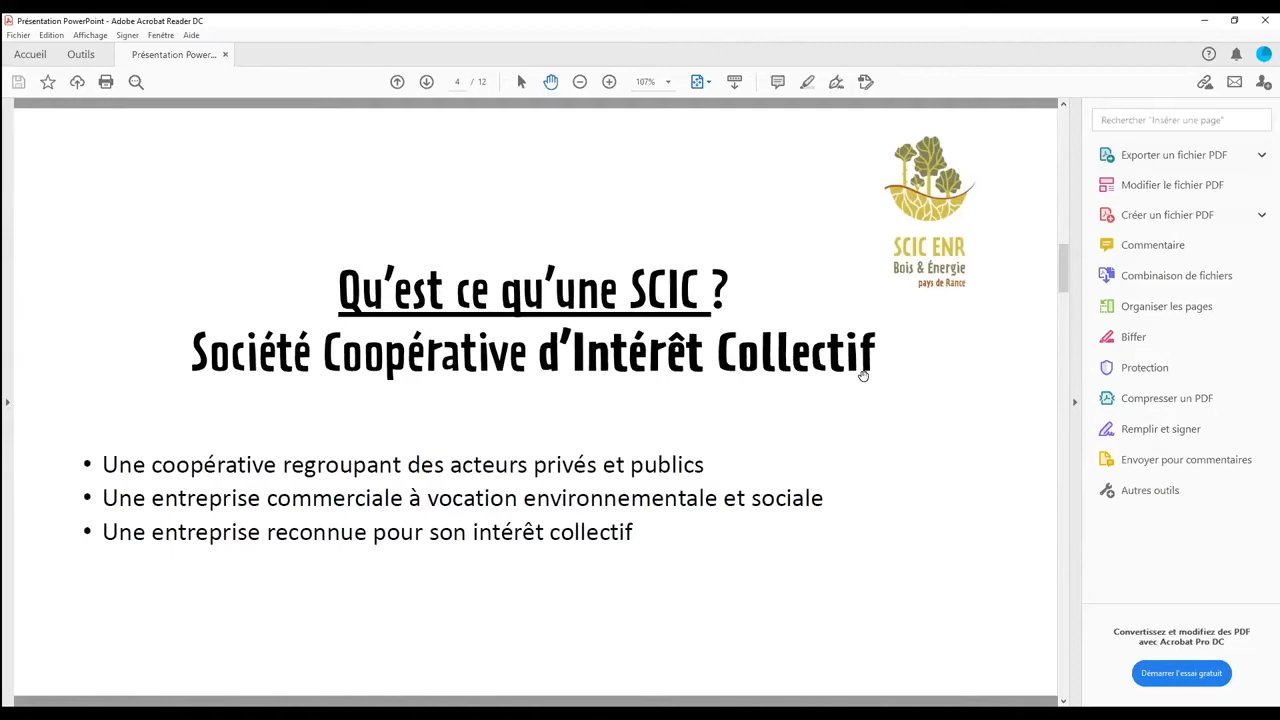 Présentation PowerPoint - Adobe Acrobat Reader DC
Fichier Edition Affichage Signer Fenêtre Aide
Accueil Outils Présentation Power... ×
4 / 12 107%
Rechercher "Insérer une page"
Exporter un fichier PDF
Modifier le fichier PDF
Créer un fichier PDF
Commentaire
Combinaison de fichiers
Organiser les pages
Biffer
Protection
Compresser un PDF
Remplir et signer
Envoyer pour commentaires
Autres outils
Convertissez et modifiez des PDF
avec Acrobat Pro DC
Démarrer l'essai gratuit
SCIC ENR
Bois & Énergie
pays de Rance
Qu'est ce qu'une SCIC ?
Société Coopérative d'Intérêt Collectif
• Une coopérative regroupant des acteurs privés et publics
• Une entreprise commerciale à vocation environnementale et sociale
• Une entreprise reconnue pour son intérêt collectif